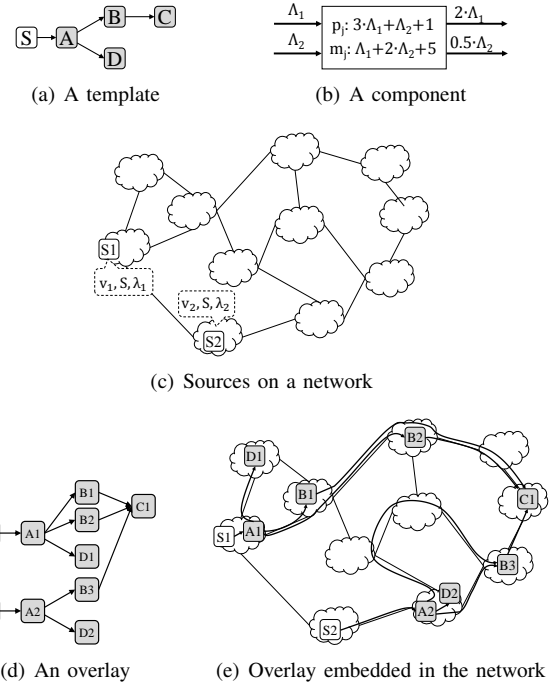 S A B C
D
(a) A template
Λ₁ pⱼ: 3·Λ₁+Λ₂+1 2·Λ₁
Λ₂ mⱼ: Λ₁+2·Λ₂+5 0.5·Λ₂
(b) A component
S1
v₁, S, λ₁
v₂, S, λ₂
S2
(c) Sources on a network
B1
A1 B2 C1
D1
B3
A2
D2
(d) An overlay
B2
D1
B1
C1
S1 A1
B3
D2
S2 A2
(e) Overlay embedded in the network